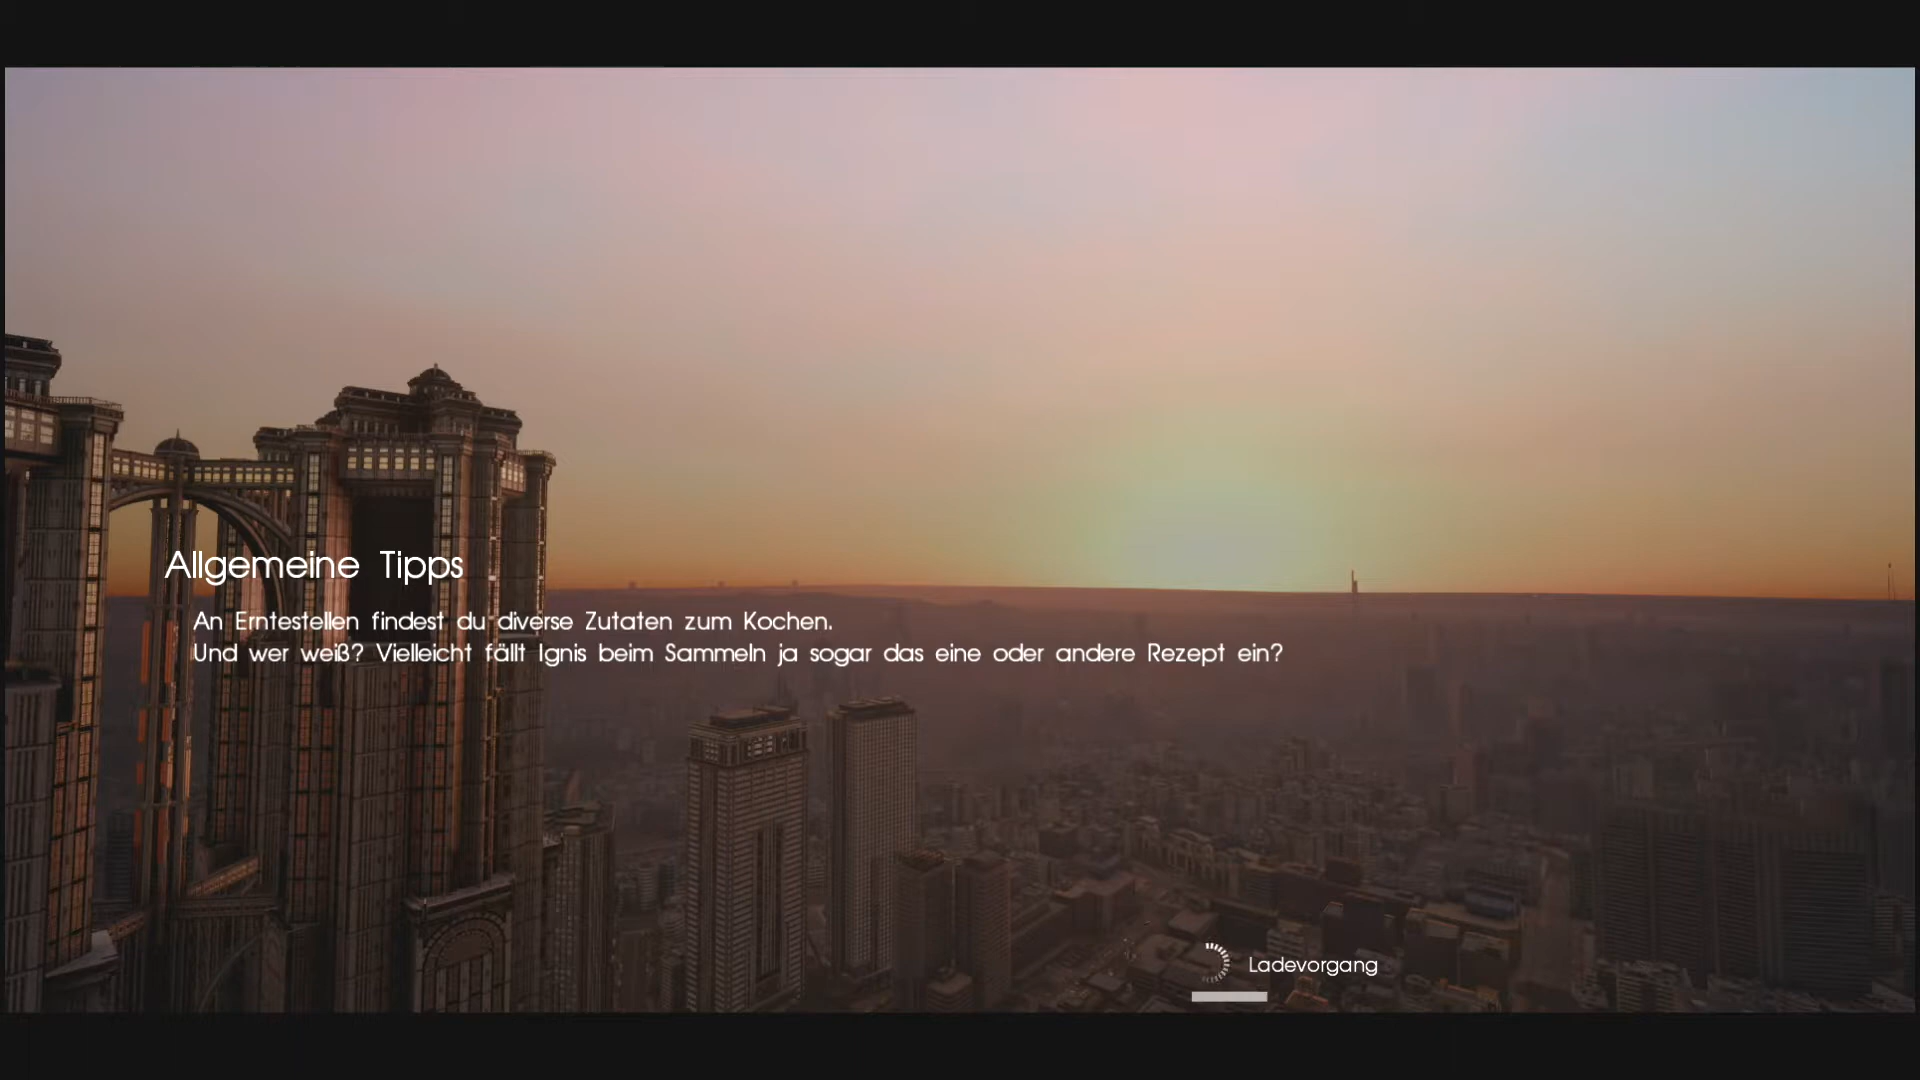 Allgemeine Tipps
An Erntestellen findest du diverse Zutaten zum Kochen.
Und wer weiß? Vielleicht fällt Ignis beim Sammeln ja sogar das eine oder andere Rezept ein?
Ladevorgang